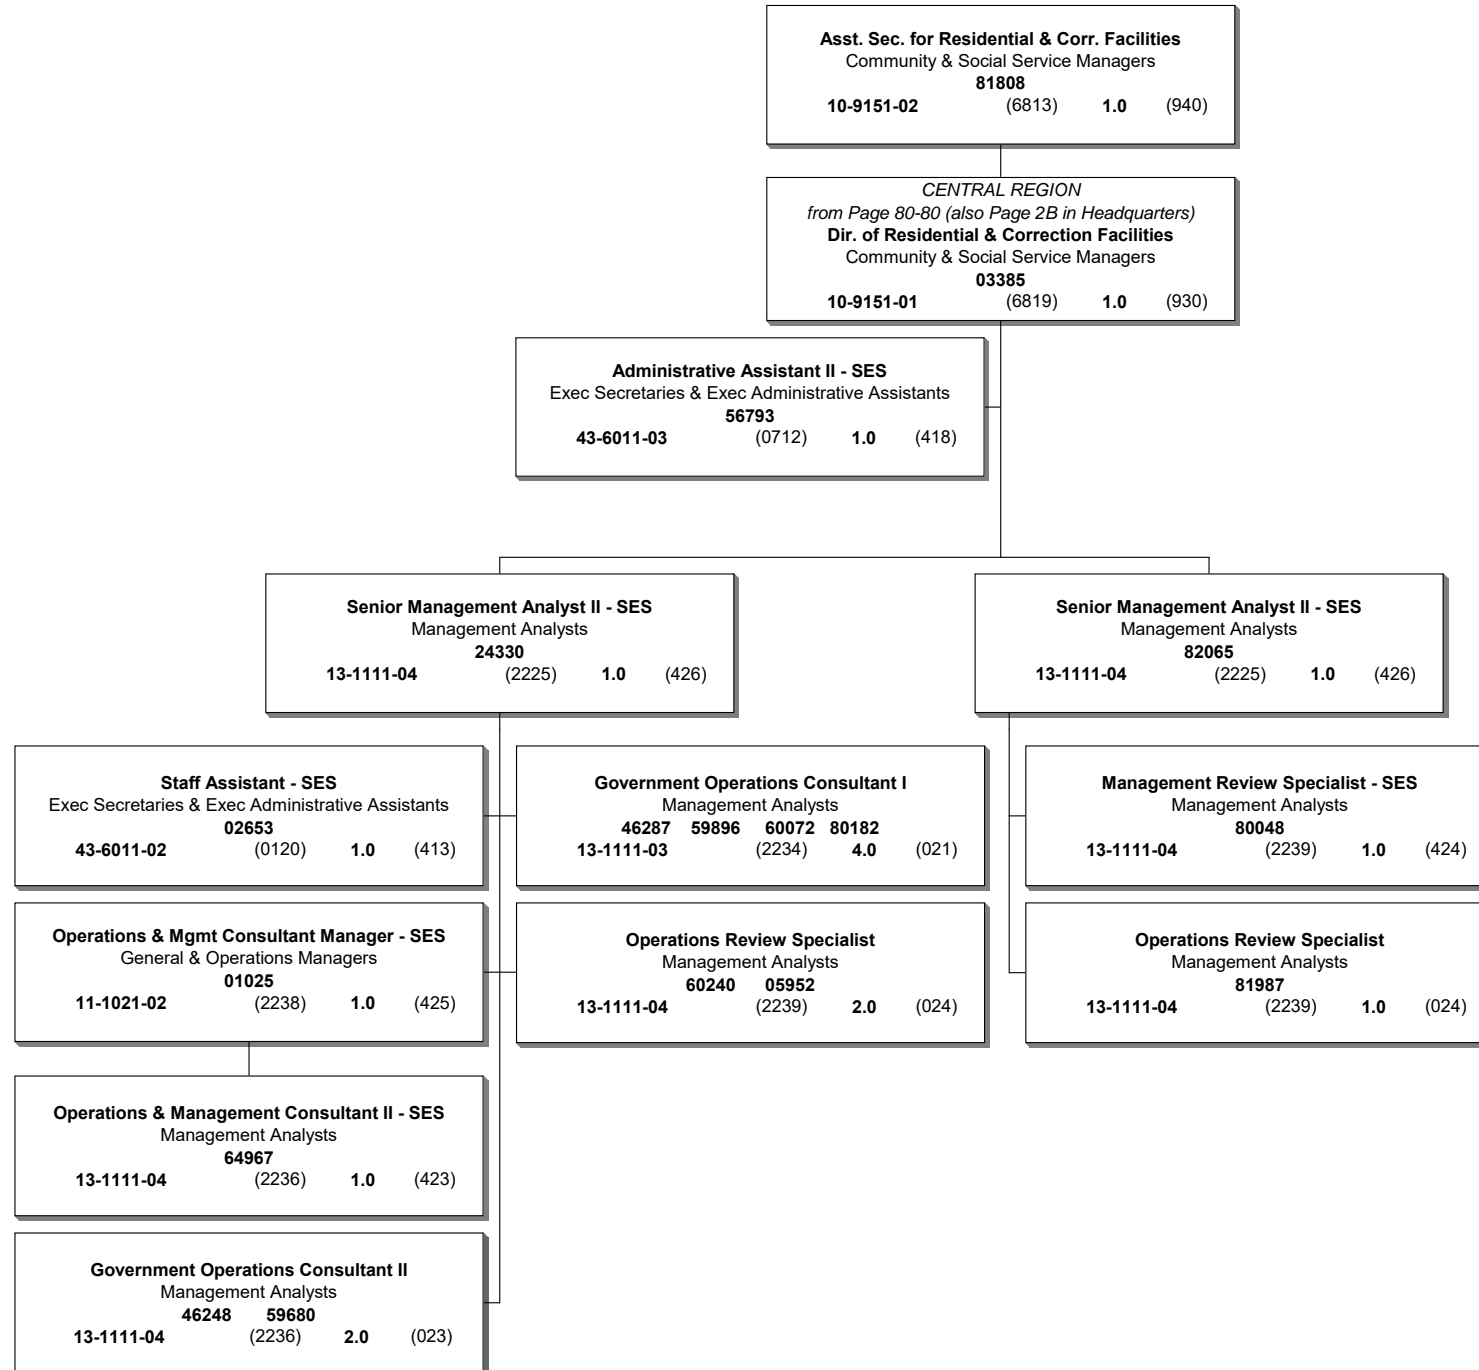 Asst. Sec. for Residential & Corr. Facilities
Community & Social Service Managers
81808
10-9151-02 (6813) 1.0 (940)
CENTRAL REGION
from Page 80-80 (also Page 2B in Headquarters)
Dir. of Residential & Correction Facilities
Community & Social Service Managers
03385
10-9151-01 (6819) 1.0 (930)
Administrative Assistant II - SES
Exec Secretaries & Exec Administrative Assistants
56793
43-6011-03 (0712) 1.0 (418)
Senior Management Analyst II - SES
Management Analysts
24330
13-1111-04 (2225) 1.0 (426)
Senior Management Analyst II - SES
Management Analysts
82065
13-1111-04 (2225) 1.0 (426)
Staff Assistant - SES
Exec Secretaries & Exec Administrative Assistants
02653
43-6011-02 (0120) 1.0 (413)
Government Operations Consultant I
Management Analysts
46287 59896 60072 80182
13-1111-03 (2234) 4.0 (021)
Management Review Specialist - SES
Management Analysts
80048
13-1111-04 (2239) 1.0 (424)
Operations & Mgmt Consultant Manager - SES
General & Operations Managers
01025
11-1021-02 (2238) 1.0 (425)
Operations Review Specialist
Management Analysts
60240 05952
13-1111-04 (2239) 2.0 (024)
Operations Review Specialist
Management Analysts
81987
13-1111-04 (2239) 1.0 (024)
Operations & Management Consultant II - SES
Management Analysts
64967
13-1111-04 (2236) 1.0 (423)
Government Operations Consultant II
Management Analysts
46248 59680
13-1111-04 (2236) 2.0 (023)